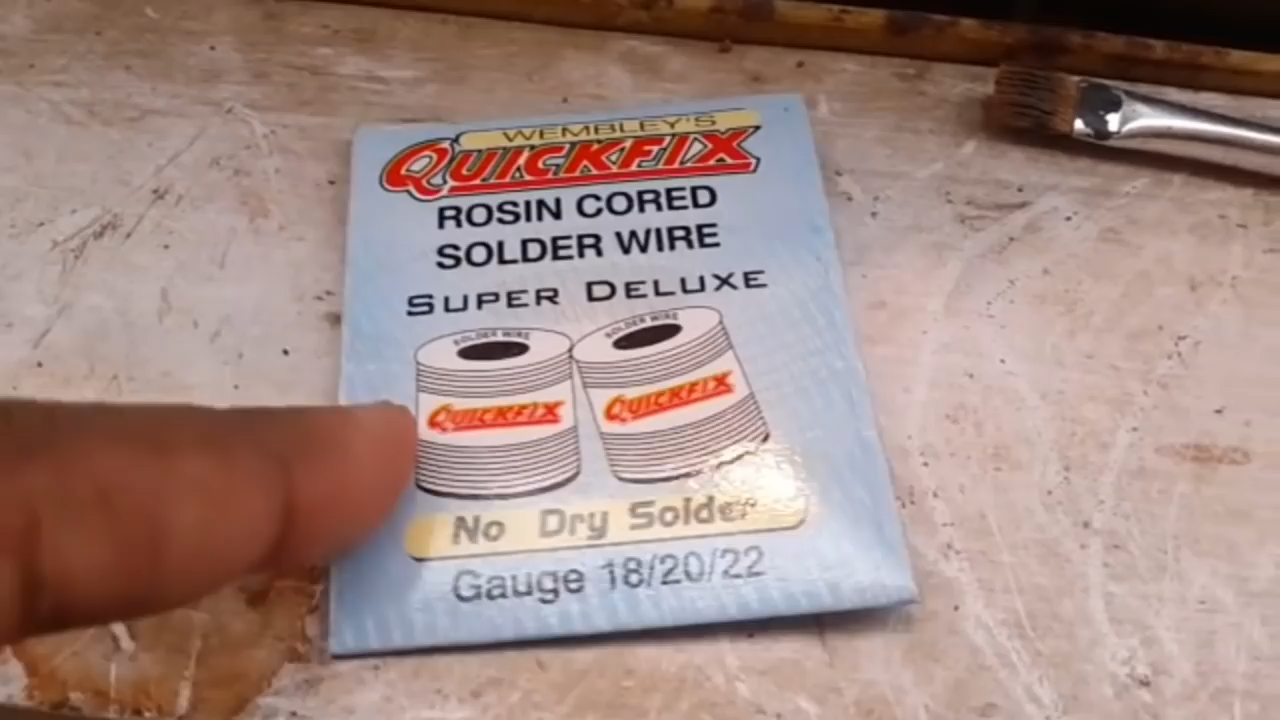 WEMBLEY'S
QUICKFIX
ROSIN CORED
SOLDER WIRE
SUPER DELUXE
SOLDER WIRE
SOLDER WIRE
QUICKFIX
QUICKFIX
No Dry Solder
Gauge 18/20/22